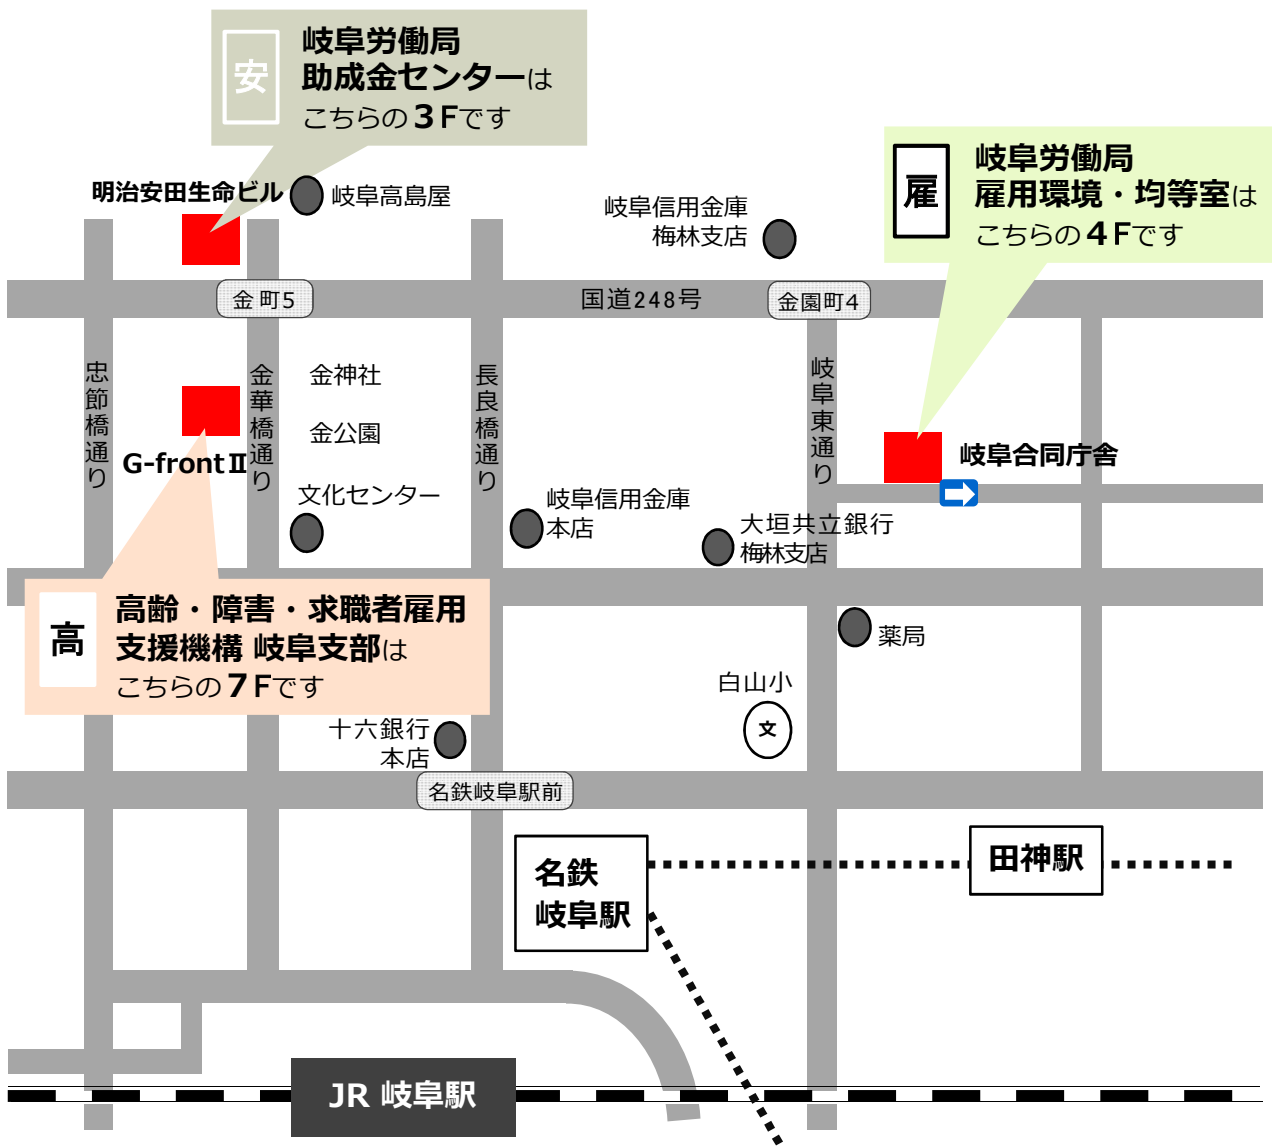 安
岐阜労働局
助成金センターは
こちらの3Fです
雇
岐阜労働局
雇用環境・均等室は
こちらの4Fです
明治安田生命ビル
岐阜高島屋
岐阜信用金庫
梅林支店
金町5
国道248号
金園町4
忠節橋通り
金華橋通り
金神社
金公園
長良橋通り
岐阜東通り
G-frontⅡ
岐阜合同庁舎
文化センター
岐阜信用金庫
本店
大垣共立銀行
梅林支店
高
高齢・障害・求職者雇用
支援機構 岐阜支部は
こちらの7Fです
薬局
白山小
文
十六銀行
本店
名鉄岐阜駅前
名鉄
岐阜駅
田神駅
JR 岐阜駅